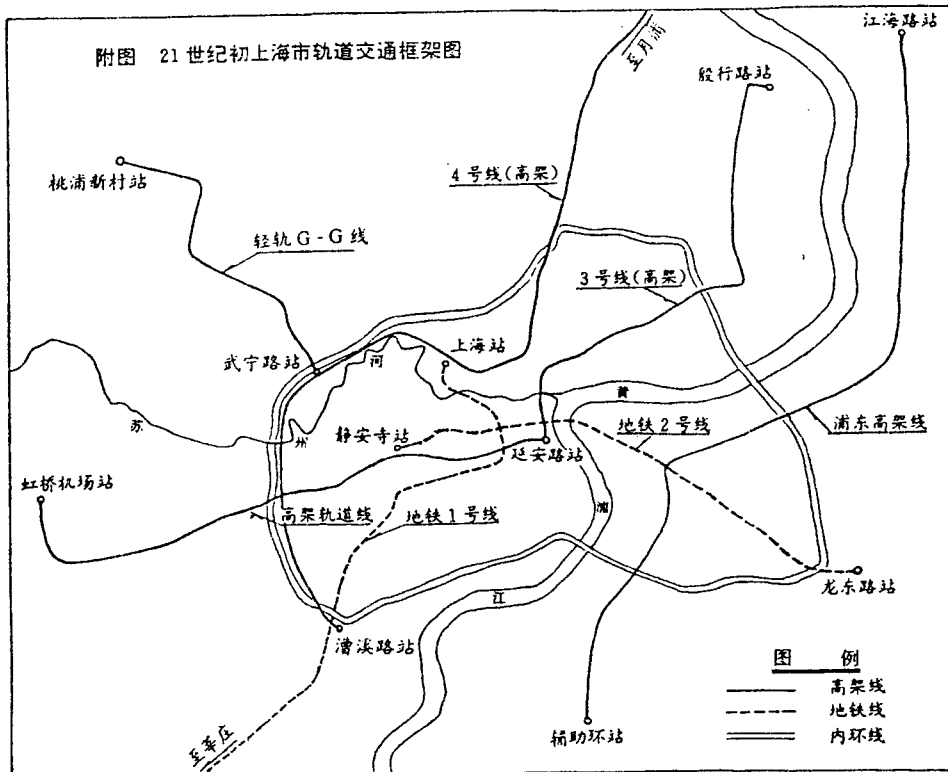 附图 21世纪初上海市轨道交通框架图
江海路站
至月浦
殷行路站
桃浦新村站
4号线(高架)
轻轨G-G线
3号线(高架)
武宁路站
上海站
河
苏
州
黄
静安寺站
延安路站
地铁2号线
浦东高架线
虹桥机场站
高架轨道线
地铁1号线
浦
江
龙东路站
漕溪路站
至莘庄
辅助环站
图 例
高架线
地铁线
内环线